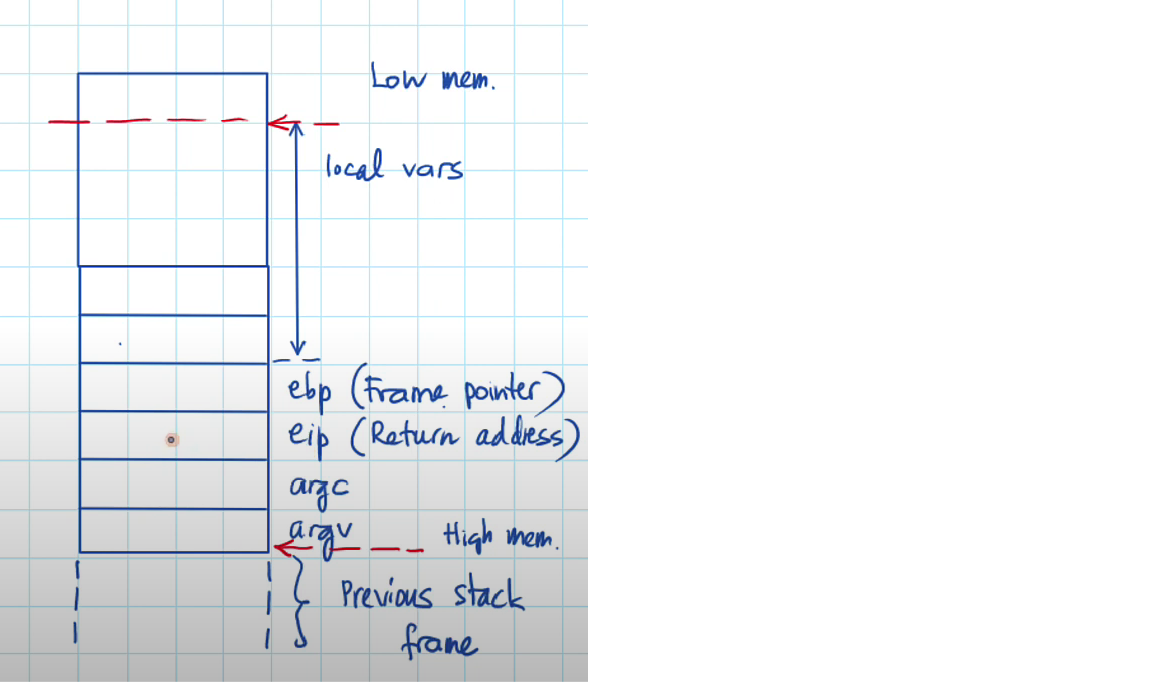 Low mem.
local vars
ebp (Frame pointer)
eip (Return address)
argc
argv
High mem.
Previous stack
frame